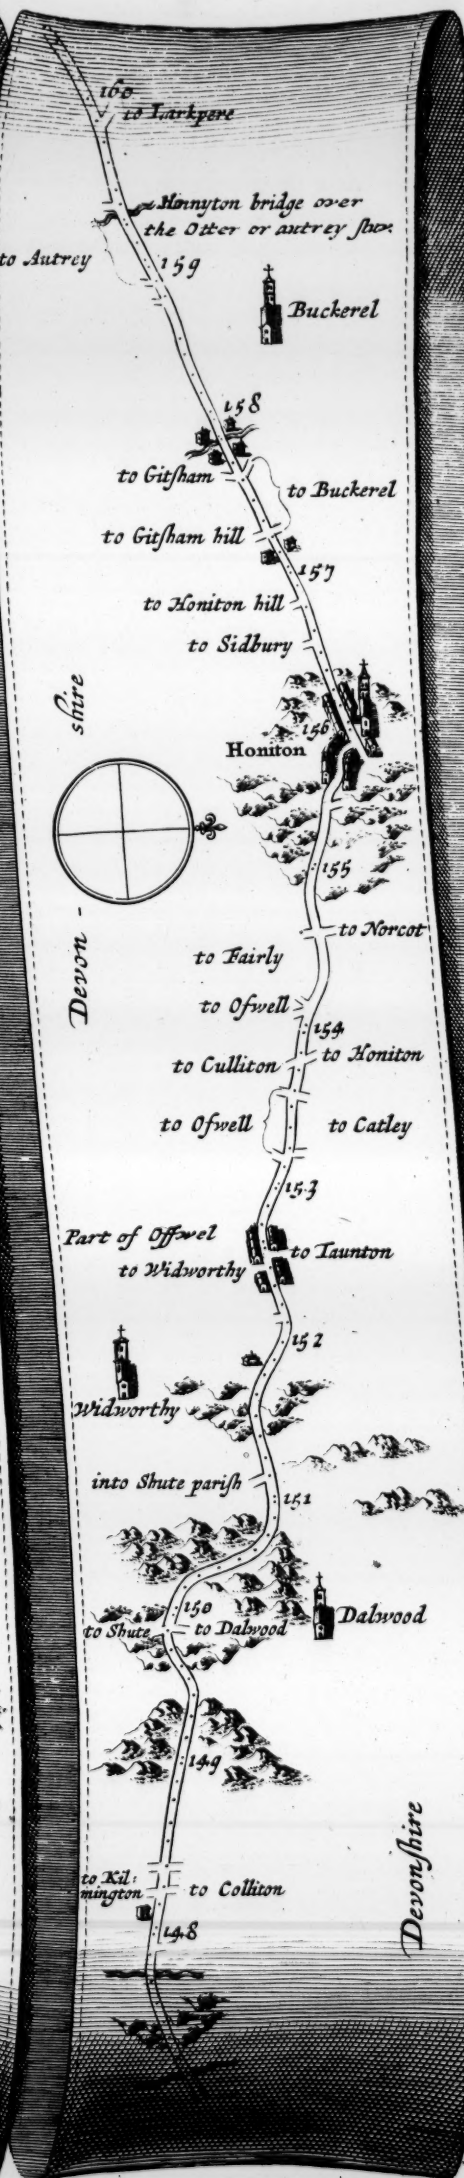 160
to Larkpere
Hinnyton bridge over
the Otter or autrey fluv.
to Autrey
159
Buckerel
158
to Gitſham
to Buckerel
to Gitſham hill
157
to Honiton hill
to Sidbury
156
Honiton
155
Devon - shire
to Norcot
to Fairly
to Ofwell
154
to Culliton
to Honiton
to Ofwell
to Catley
153
Part of Offwel
to Taunton
to Widworthy
152
Widworthy
into Shute pariſh
151
150
Dalwood
to Shute
to Dalwood
149
to Kil:
mington
to Colliton
148
Devonſhire